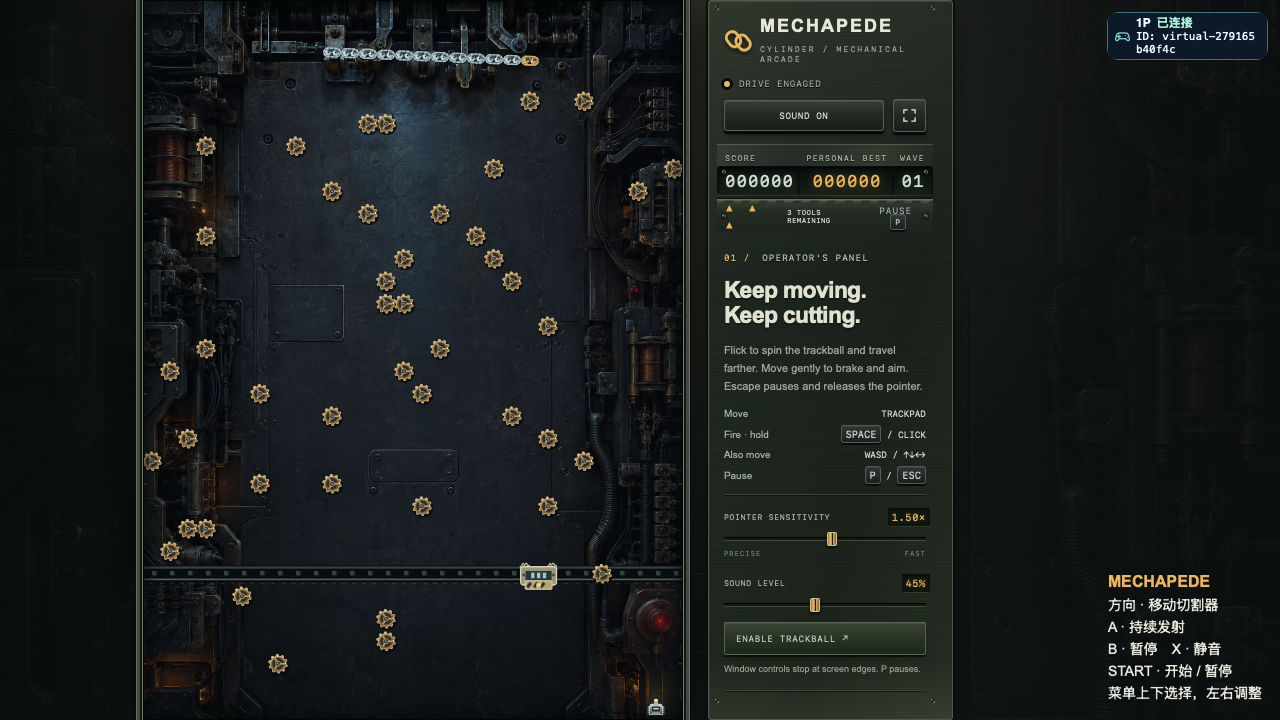 MECHAPEDE
CYLINDER / MECHANICAL
ARCADE
DRIVE ENGAGED
SOUND ON
SCORE PERSONAL BEST WAVE
000000 000000 01
3 TOOLS
REMAINING
PAUSE
P
01 / OPERATOR'S PANEL
Keep moving.
Keep cutting.
Flick to spin the trackball and travel
farther. Move gently to brake and aim.
Escape pauses and releases the pointer.
Move TRACKPAD
Fire · hold SPACE / CLICK
Also move WASD / ↑↓←→
Pause P / ESC
POINTER SENSITIVITY 1.50×
PRECISE FAST
SOUND LEVEL 45%
ENABLE TRACKBALL ↗
Window controls stop at screen edges. P pauses.
1P 已连接
ID: virtual-279165
b40f4c
MECHAPEDE
方向 · 移动切割器
A · 持续发射
B · 暂停 X · 静音
START · 开始 / 暂停
菜单上下选择，左右调整